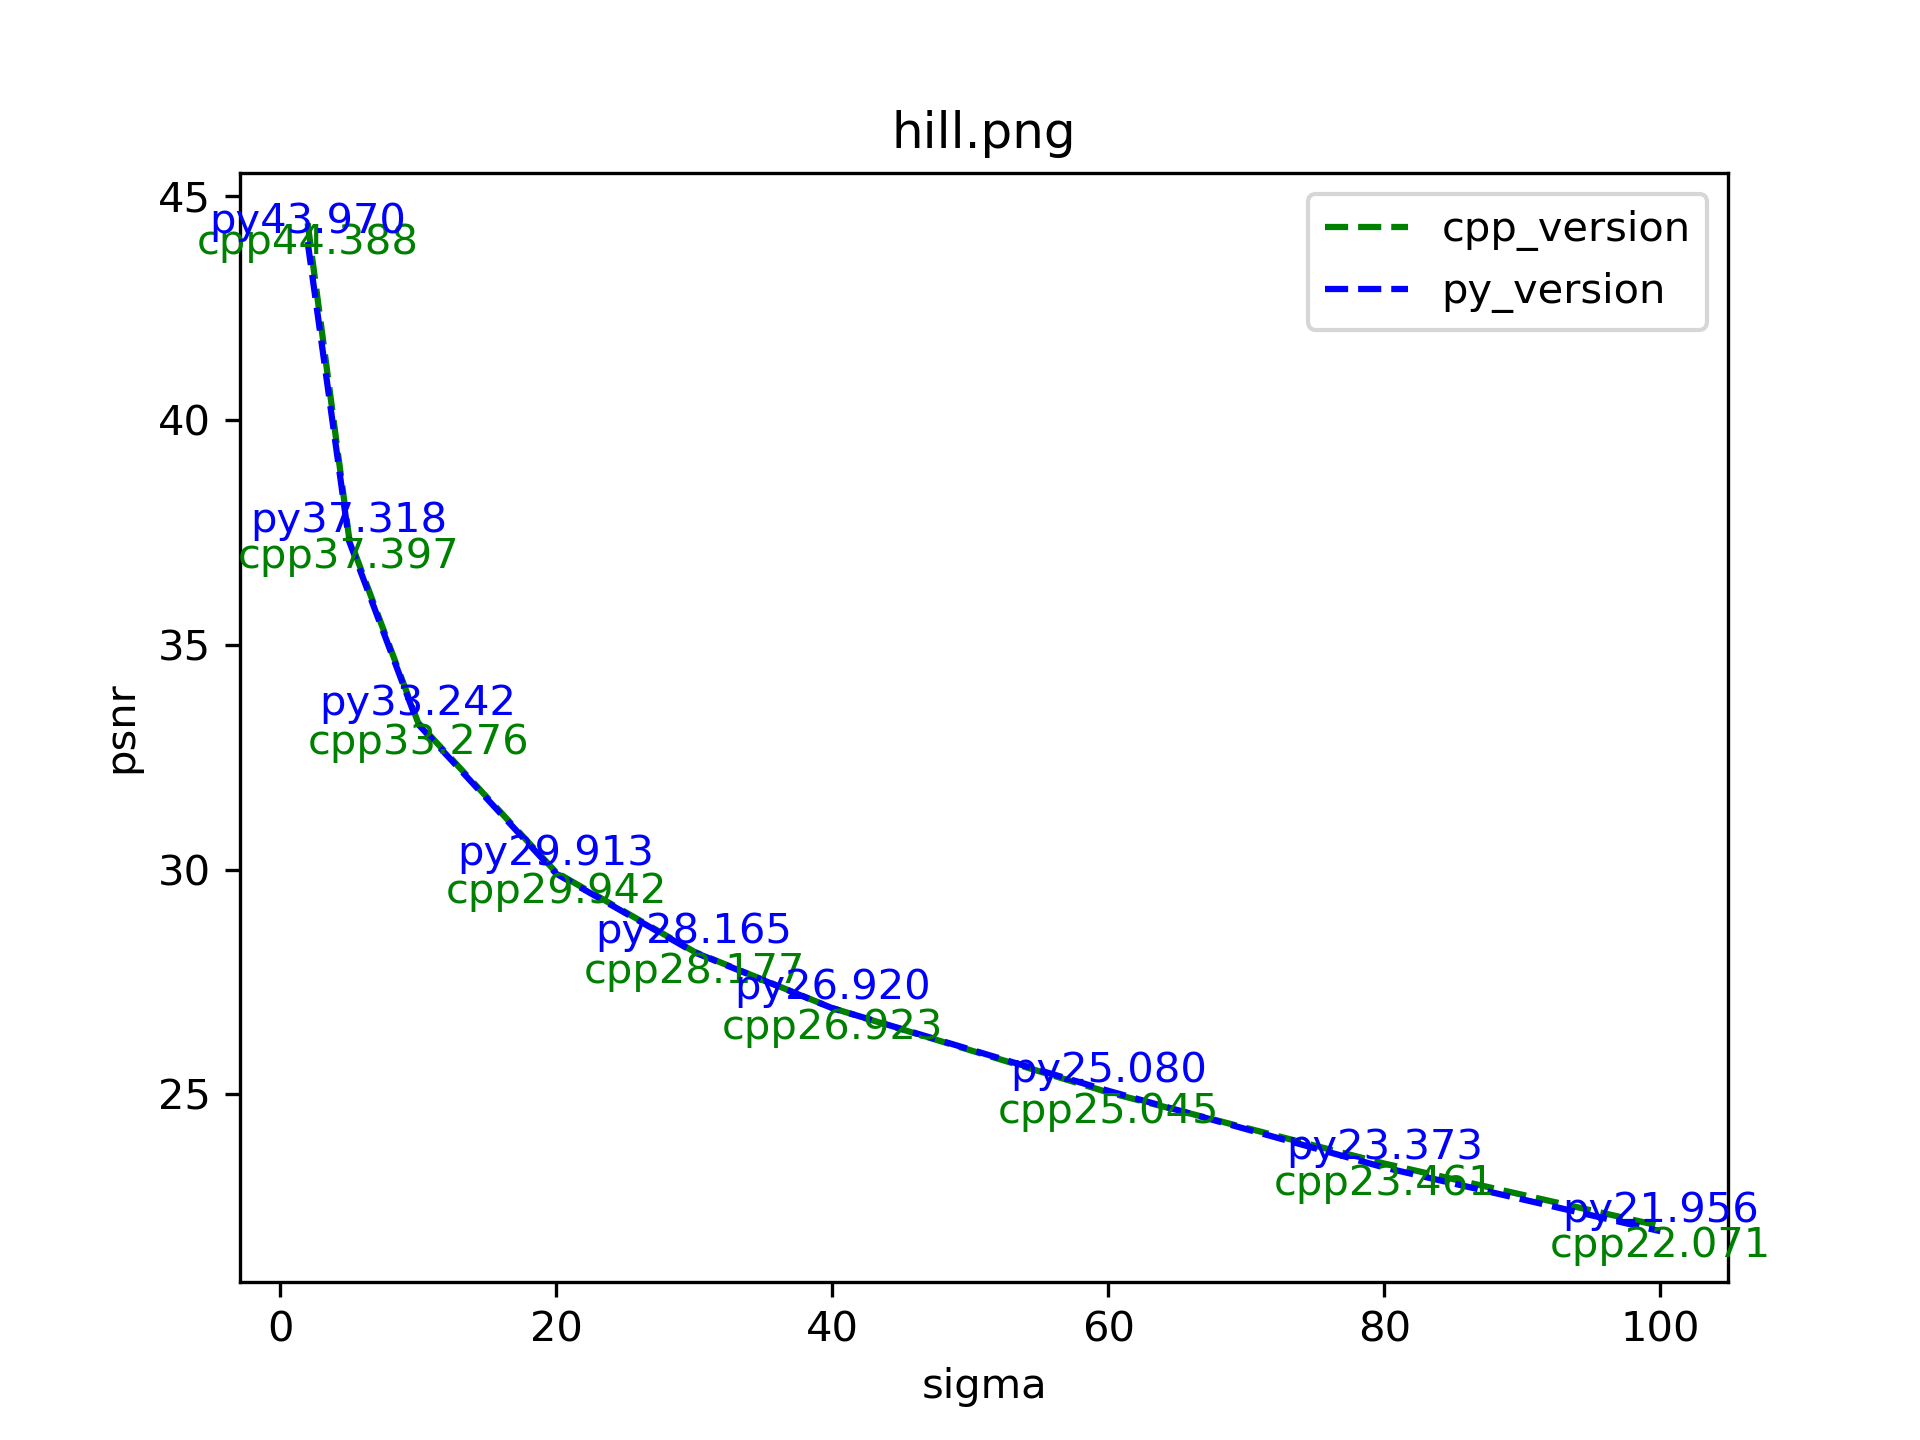 hill.png
cpp_version
py_version
45
40
35
30
25
psnr
py43.970
cpp44.388
py37.318
cpp37.397
py33.242
cpp33.276
py29.913
cpp29.942
py28.165
cpp28.177
py26.920
cpp26.923
py25.080
cpp25.045
py23.373
cpp23.461
py21.956
cpp22.071
0 20 40 60 80 100
sigma